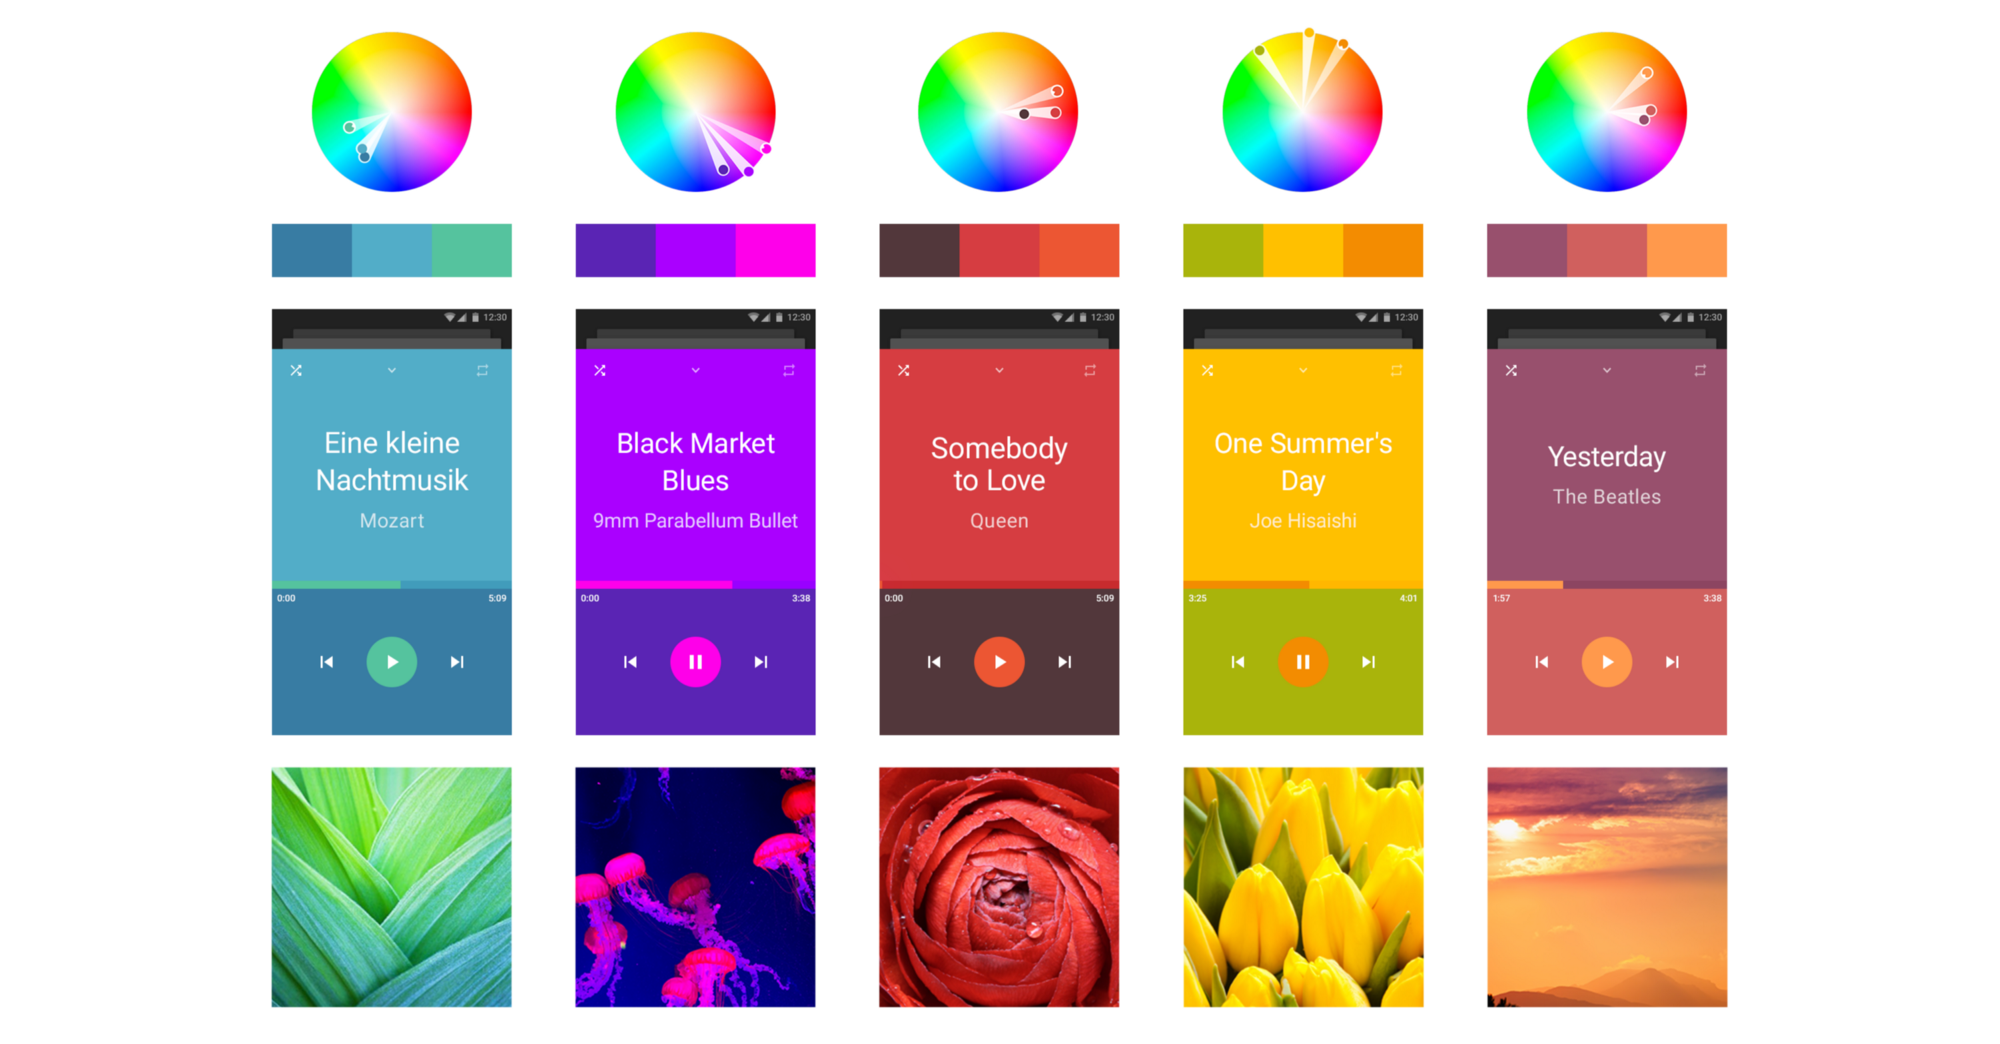 12:30
Eine kleine
Nachtmusik
Mozart
0:00 5:09
12:30
Black Market
Blues
9mm Parabellum Bullet
0:00 3:38
12:30
Somebody
to Love
Queen
0:00 5:09
12:30
One Summer's
Day
Joe Hisaishi
3:25 4:01
12:30
Yesterday
The Beatles
1:57 3:38